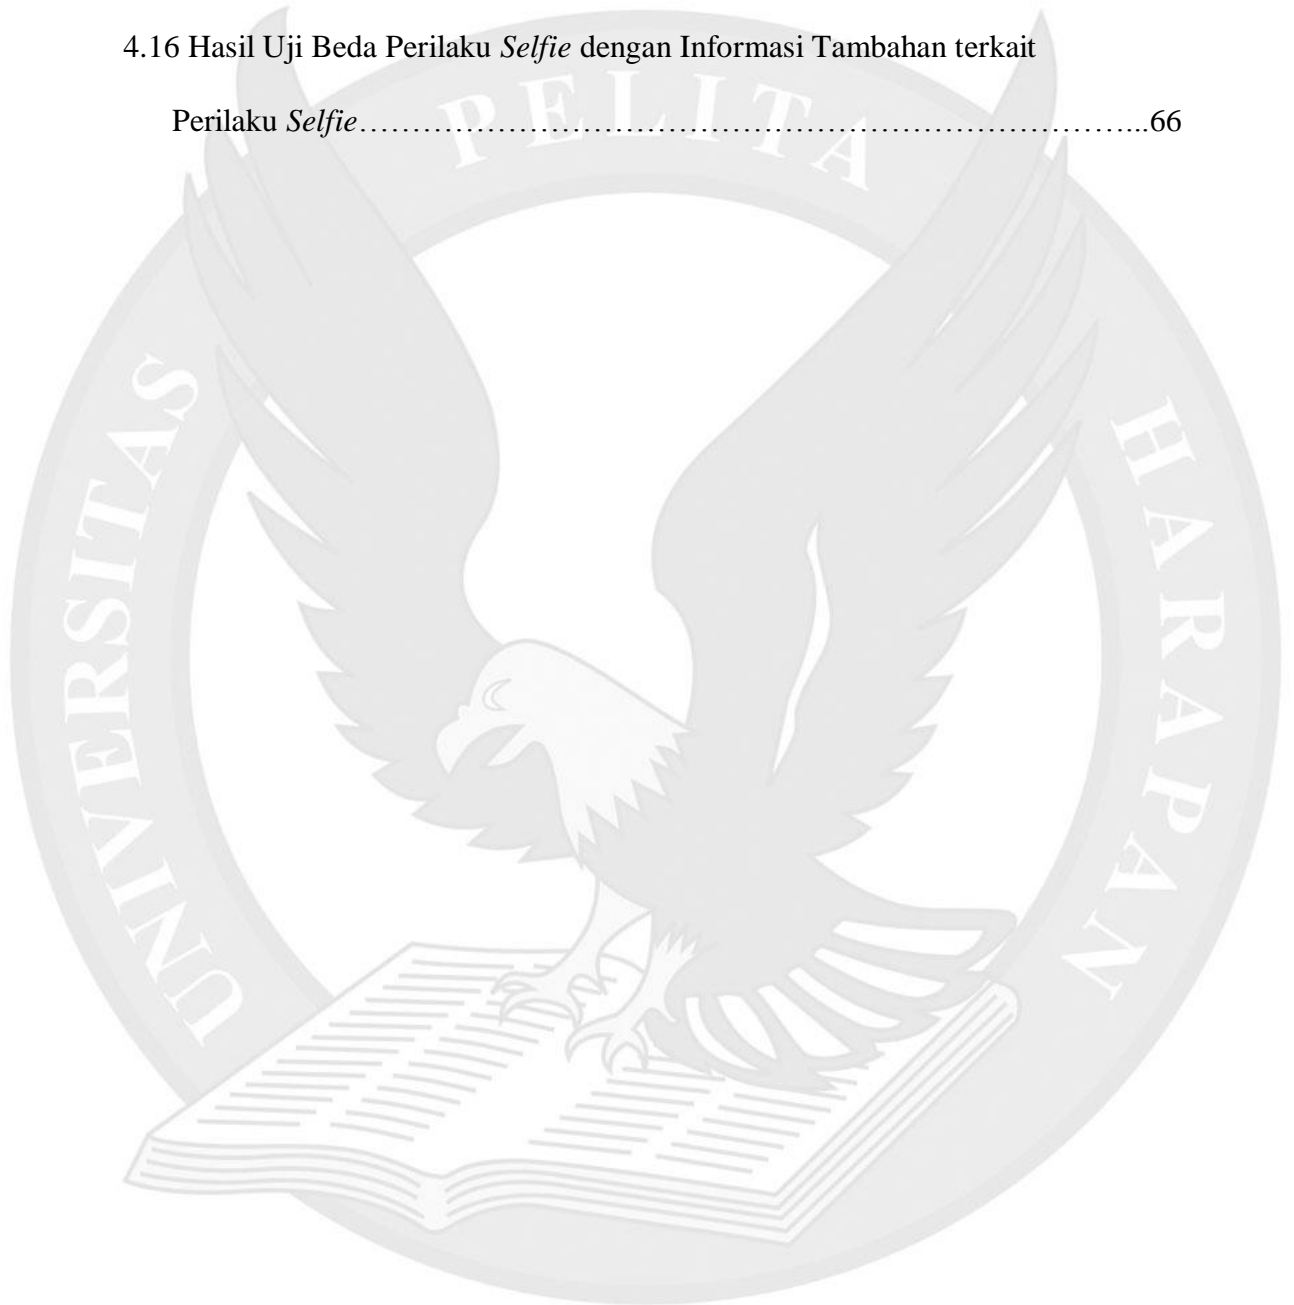 4.16 Hasil Uji Beda Perilaku Selfie dengan Informasi Tambahan terkait
Perilaku Selfie…………………………………………………………………...66
UNIVERSITAS PELITA HARAPAN